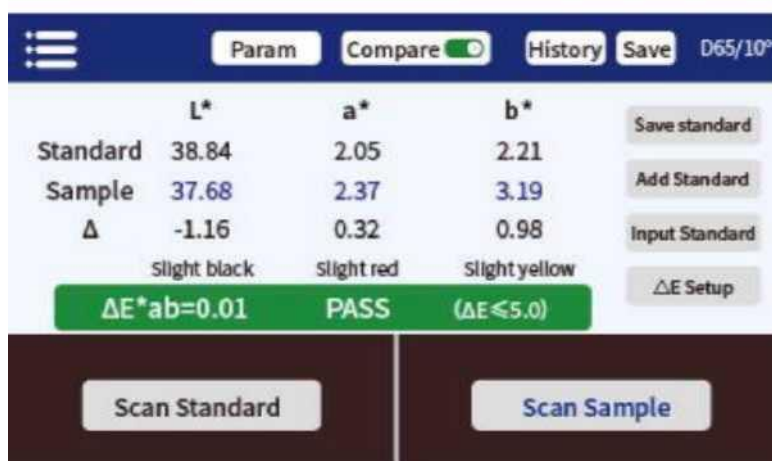 Param Compare History Save D65/10°
L* a* b*
Standard 38.84 2.05 2.21
Sample 37.68 2.37 3.19
Δ -1.16 0.32 0.98
Slight black Slight red Slight yellow
ΔE*ab=0.01 PASS (ΔE≤5.0)
Save standard
Add Standard
Input Standard
△E Setup
Scan Standard Scan Sample